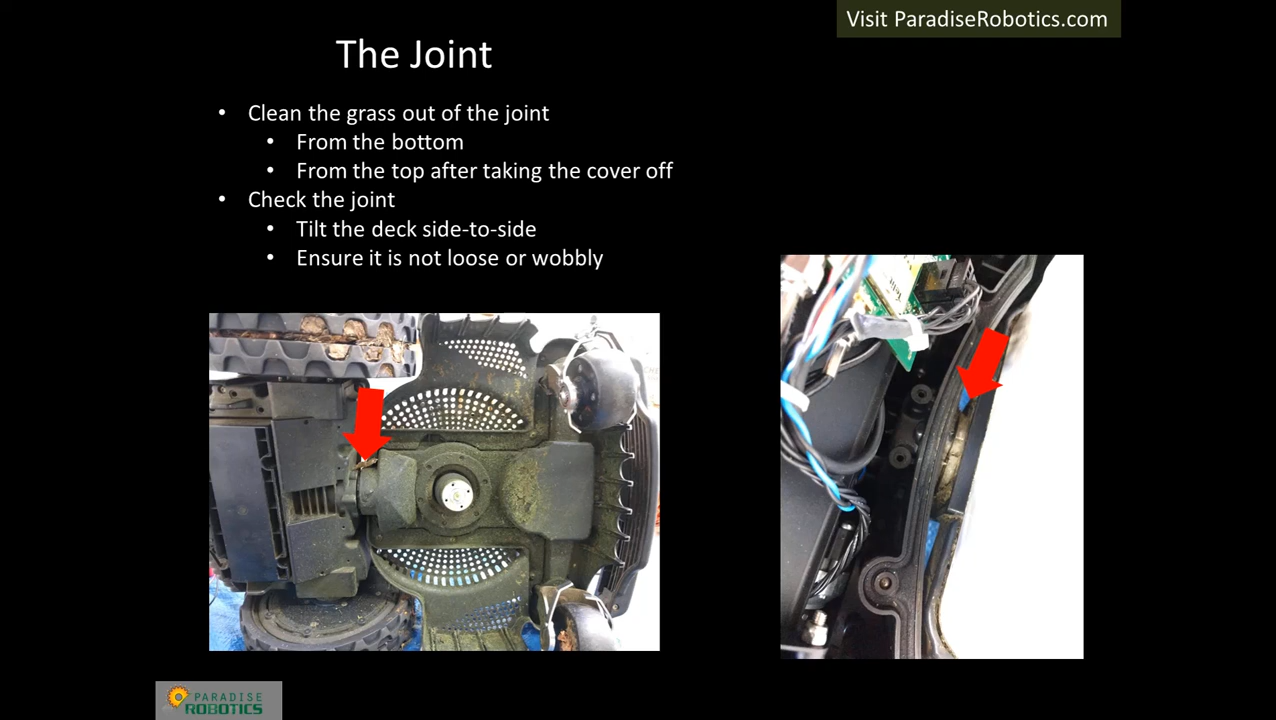 Visit ParadiseRobotics.com
The Joint
• Clean the grass out of the joint
• From the bottom
• From the top after taking the cover off
• Check the joint
• Tilt the deck side-to-side
• Ensure it is not loose or wobbly
PARADISE
ROBOTICS